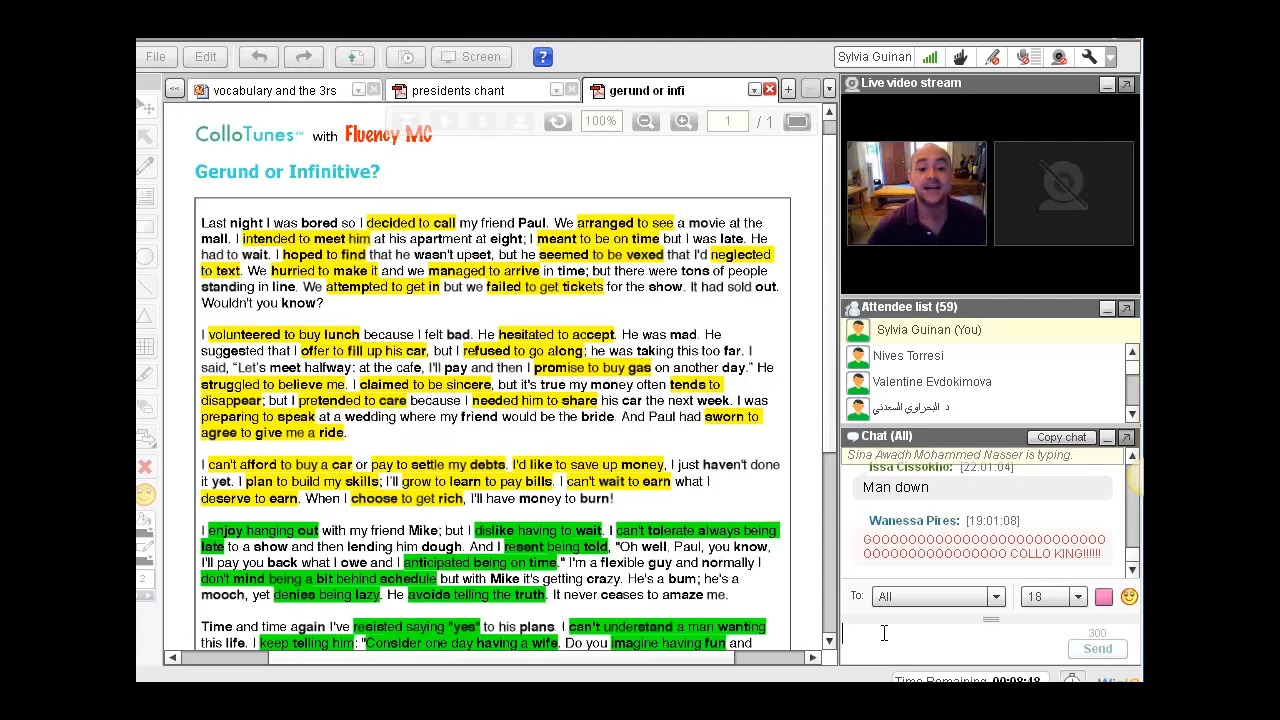 File Edit Screen ? Sylvia Guinan
<< vocabulary and the 3rs presidents chant gerund or infi
Live video stream
100% 1 / 1
ColloTunes™ with Fluency MC
Gerund or Infinitive?
Last night I was bored so I decided to call my friend Paul. We arranged to see a movie at the
mall. I intended to meet him at his apartment at eight; I meant to be on time but I was late. He
had to wait. I hoped to find that he wasn't upset, but he seemed to be vexed that I'd neglected
to text. We hurried to make it and we managed to arrive in time; but there were tons of people
standing in line. We attempted to get in but we failed to get tickets for the show. It had sold out.
Wouldn't you know?
I volunteered to buy lunch because I felt bad. He hesitated to accept. He was mad. He
suggested that I offer to fill up his car, but I refused to go along; he was taking this too far. I
said, “Let's meet halfway: at the cafe, I'll pay and then I promise to buy gas on another day.” He
struggled to believe me. I claimed to be sincere, but it's true my money often tends to
disappear; but I pretended to care because I needed him to share his car the next week. I was
preparing to speak at a wedding where my friend would be the bride. And Paul had sworn to
agree to give me a ride.
I can't afford to buy a car or pay to settle my debts. I'd like to save up money, I just haven't done
it yet. I plan to build my skills; I'll grow to learn to pay bills. I can't wait to earn what I
deserve to earn. When I choose to get rich, I'll have money to burn!
I enjoy hanging out with my friend Mike; but I dislike having to wait. I can't tolerate always being
late to a show and then lending him dough. And I resent being told, "Oh well, Paul, you know,
I'll pay you back what I owe and I anticipated being on time." I'm a flexible guy and normally I
don't mind being a bit behind schedule but with Mike it's getting crazy. He's a bum; he's a
mooch, yet denies being lazy. He avoids telling the truth. It never ceases to amaze me.
Time and time again I've resisted saying "yes" to his plans. I can't understand a man wanting
this life. I keep telling him: "Consider one day having a wife. Do you imagine having fun and
2
Attendee list (59)
Sylvia Guinan (You)
Nives Torresi
Valentine Evdokimova
د. البحراوي السعدني
Chat (All) Copy chat
Sina Awadh Mohammed Nasser is typing.
Issa Cissokho: [22.01.04]
Man down
Wanessa Pires: [19:01:08]
To: All 18
300
Send
Time Remaining 00:08:48